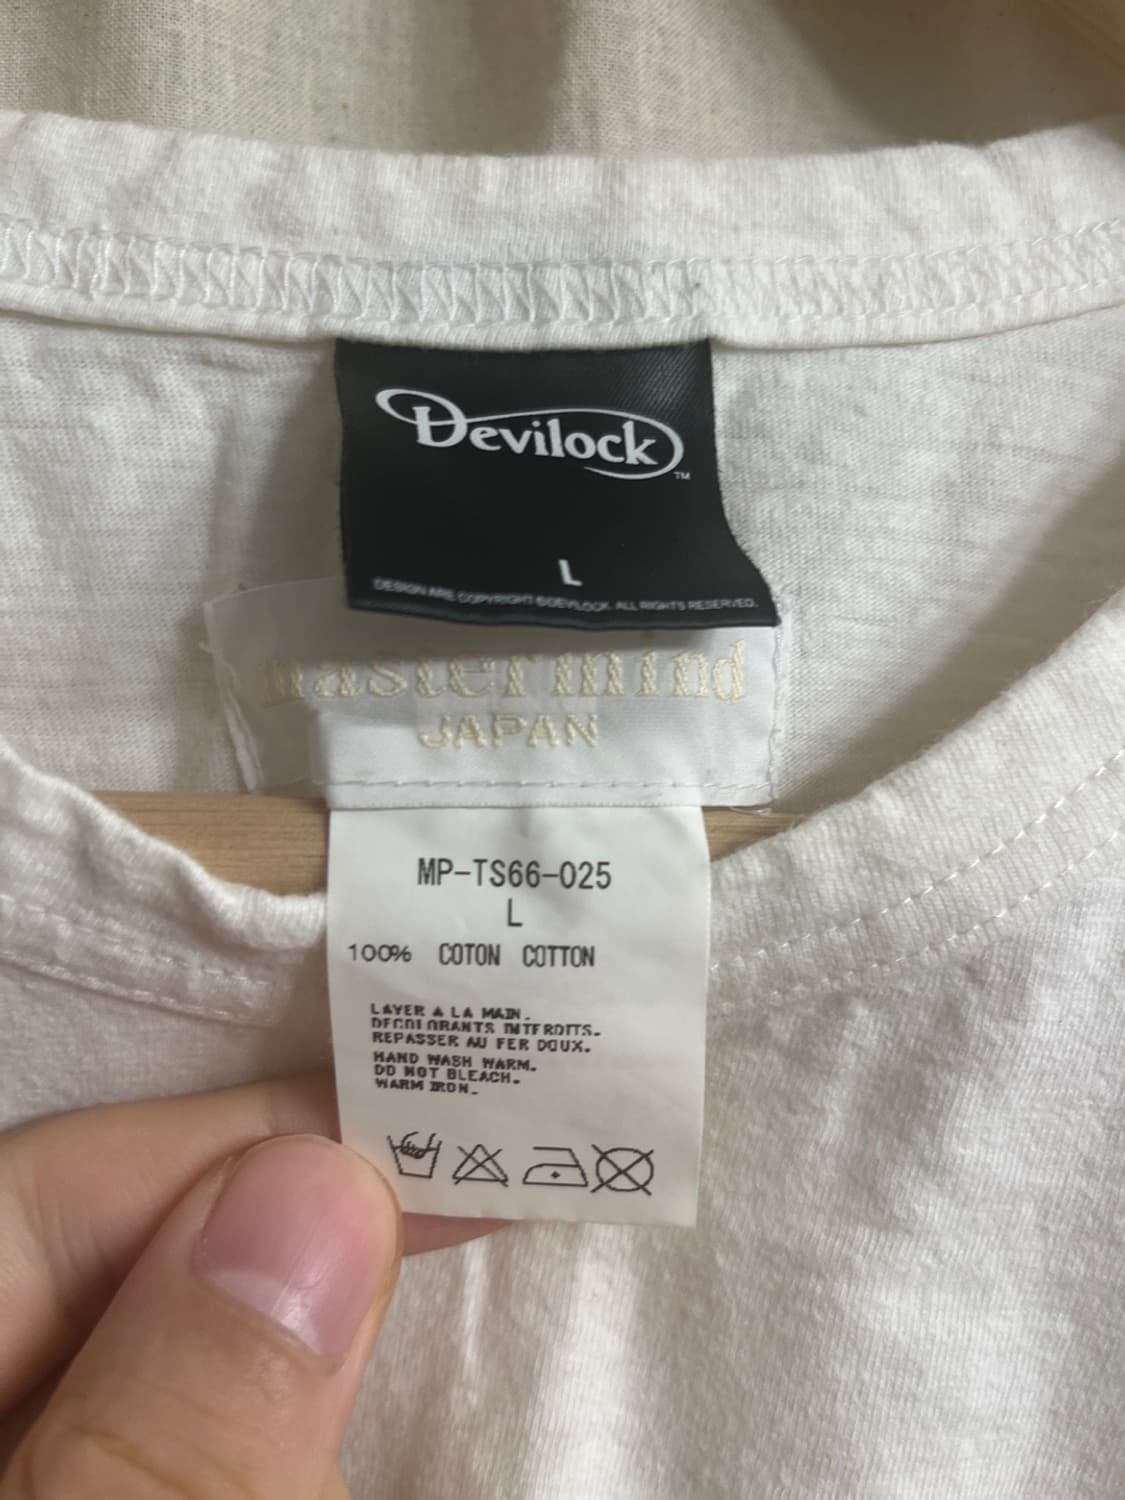 Devilock
TM
L
DESIGN ARE COPYRIGHT ©DEVILOCK. ALL RIGHTS RESERVED.
mastermind
JAPAN
MP-TS66-025
L
100% COTON COTTON
LAVER A LA MAIN.
DECOLORANTS INTERDITS.
REPASSER AU FER DOUX.
HAND WASH WARM.
DO NOT BLEACH.
WARM IRON.